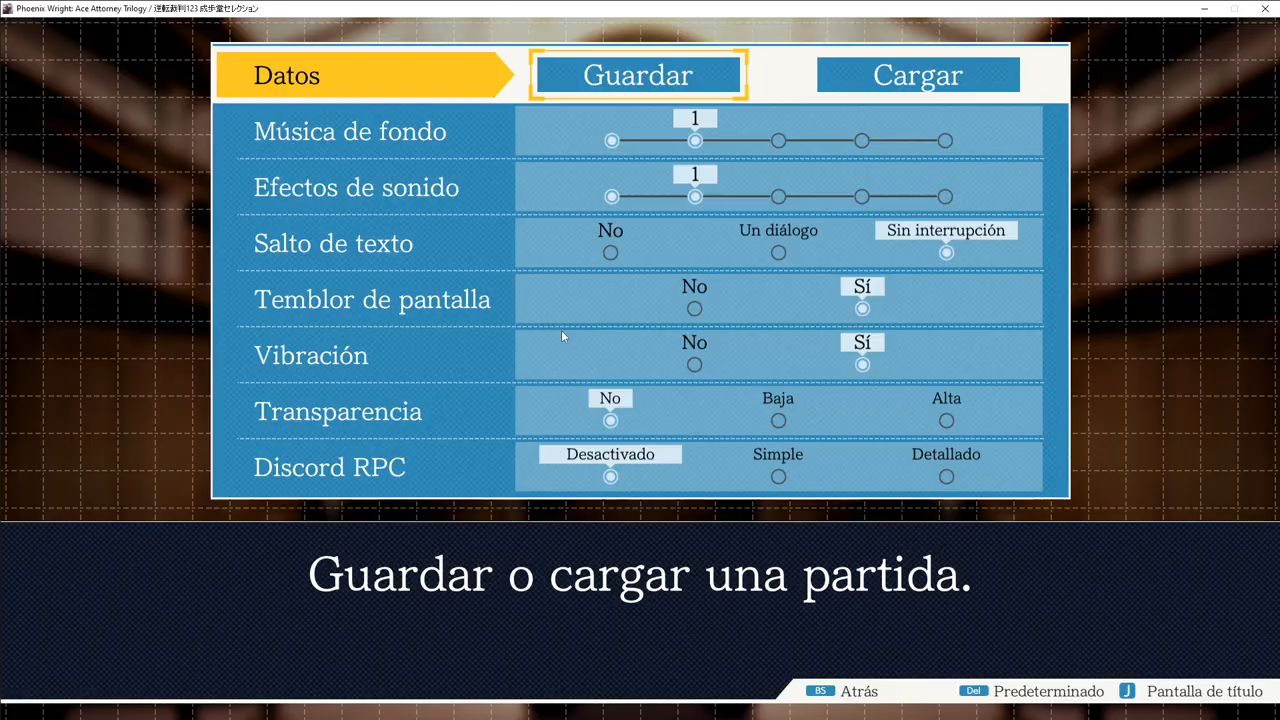 Phoenix Wright: Ace Attorney Trilogy / 逆転裁判123 成歩堂セレクション
Datos Guardar Cargar
Música de fondo 1
Efectos de sonido 1
Salto de texto No Un diálogo Sin interrupción
Temblor de pantalla No Sí
Vibración No Sí
Transparencia No Baja Alta
Discord RPC Desactivado Simple Detallado
Guardar o cargar una partida.
BS Atrás Del Predeterminado J Pantalla de título